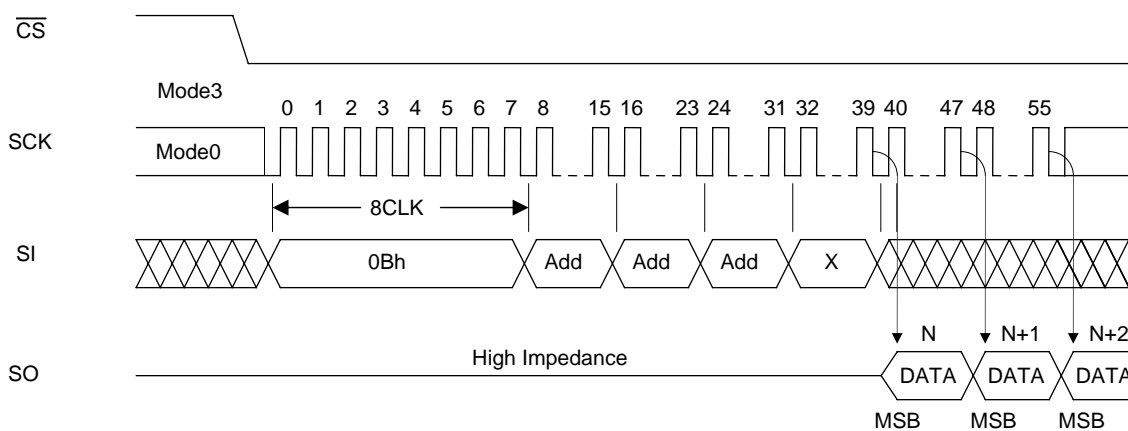 CS
Mode3
0 1 2 3 4 5 6 7 8 15 16 23 24 31 32 39 40 47 48 55
SCK
Mode0
8CLK
SI
0Bh Add Add Add X
N N+1 N+2
High Impedance
SO
DATA DATA DATA
MSB MSB MSB